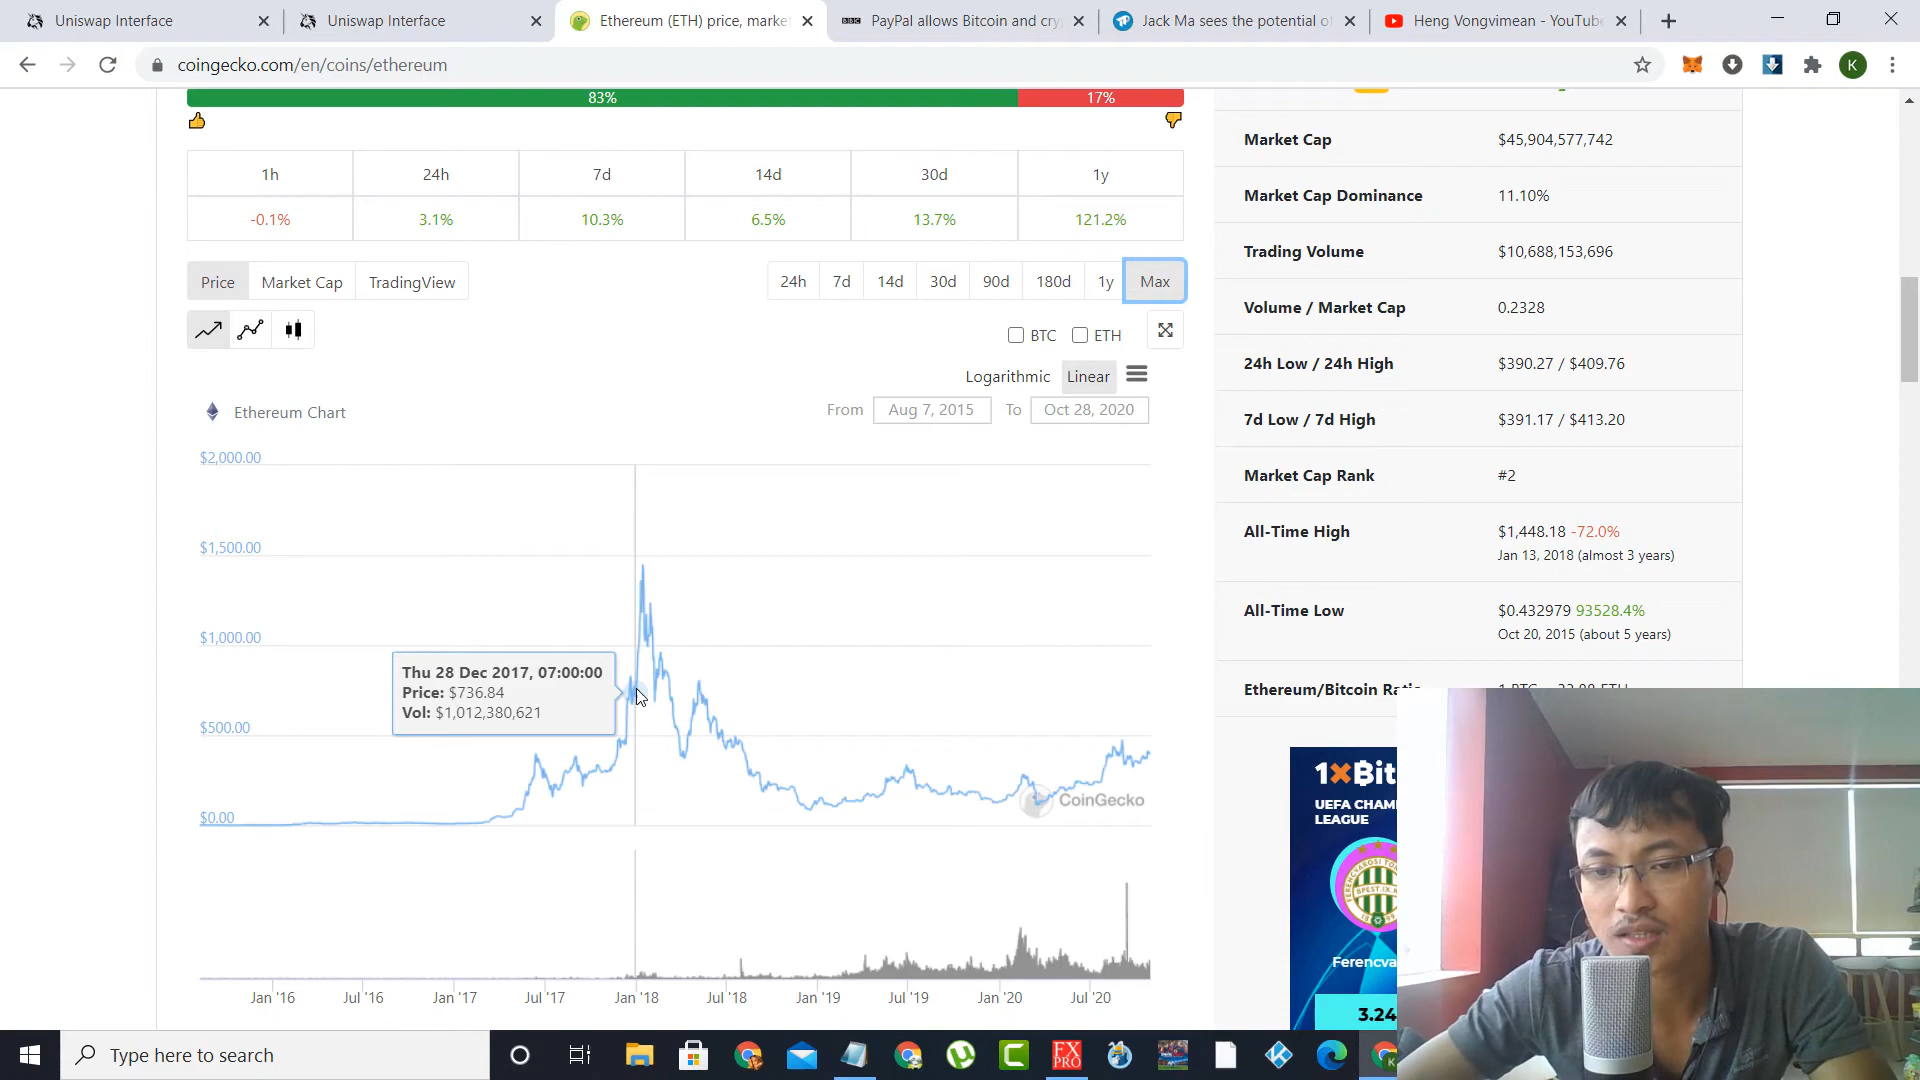 Uniswap Interface
Uniswap Interface
Ethereum (ETH) price, marke
BBC
PayPal allows Bitcoin and cry
Jack Ma sees the potential o
Heng Vongvimean - YouTube
coingecko.com/en/coins/ethereum
K
83%
17%
1h 24h 7d 14d 30d 1y
-0.1% 3.1% 10.3% 6.5% 13.7% 121.2%
Price Market Cap TradingView
24h 7d 14d 30d 90d 180d 1y Max
BTC ETH
Logarithmic Linear
Ethereum Chart
From Aug 7, 2015 To Oct 28, 2020
$2,000.00
$1,500.00
$1,000.00
$500.00
$0.00
Thu 28 Dec 2017, 07:00:00
Price: $736.84
Vol: $1,012,380,621
CoinGecko
Jan '16 Jul '16 Jan '17 Jul '17 Jan '18 Jul '18 Jan '19 Jul '19 Jan '20 Jul '20
Market Cap $45,904,577,742
Market Cap Dominance 11.10%
Trading Volume $10,688,153,696
Volume / Market Cap 0.2328
24h Low / 24h High $390.27 / $409.76
7d Low / 7d High $391.17 / $413.20
Market Cap Rank #2
All-Time High $1,448.18 -72.0%
Jan 13, 2018 (almost 3 years)
All-Time Low $0.432979 93528.4%
Oct 20, 2015 (about 5 years)
Ethereum/Bitcoin
1XBit
UEFA CHAM
LEAGUE
Ferencva
3.24
Type here to search
FX
PRO
K